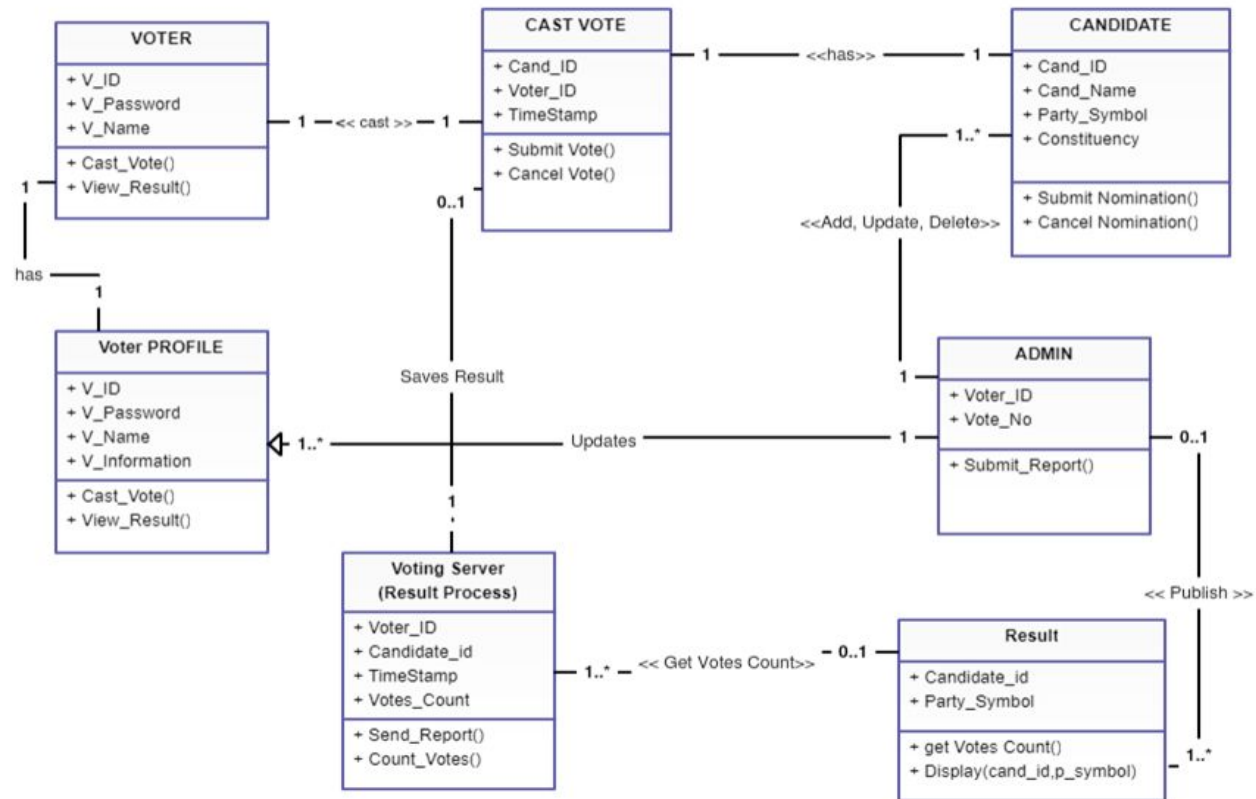 VOTER
+ V_ID
+ V_Password
+ V_Name
+ Cast_Vote()
+ View_Result()
1
<< cast >>
1
CAST VOTE
+ Cand_ID
+ Voter_ID
+ TimeStamp
+ Submit Vote()
+ Cancel Vote()
1
<<has>>
1
CANDIDATE
+ Cand_ID
+ Cand_Name
+ Party_Symbol
+ Constituency
+ Submit Nomination()
+ Cancel Nomination()
1
has
1
0..1
Saves Result
1
1..*
<<Add, Update, Delete>>
1
Voter PROFILE
+ V_ID
+ V_Password
+ V_Name
+ V_Information
+ Cast_Vote()
+ View_Result()
1..*
Updates
1
ADMIN
+ Voter_ID
+ Vote_No
+ Submit_Report()
0..1
<< Publish >>
1..*
Voting Server
(Result Process)
+ Voter_ID
+ Candidate_id
+ TimeStamp
+ Votes_Count
+ Send_Report()
+ Count_Votes()
1..*
<< Get Votes Count>>
0..1
Result
+ Candidate_id
+ Party_Symbol
+ get Votes Count()
+ Display(cand_id,p_symbol)